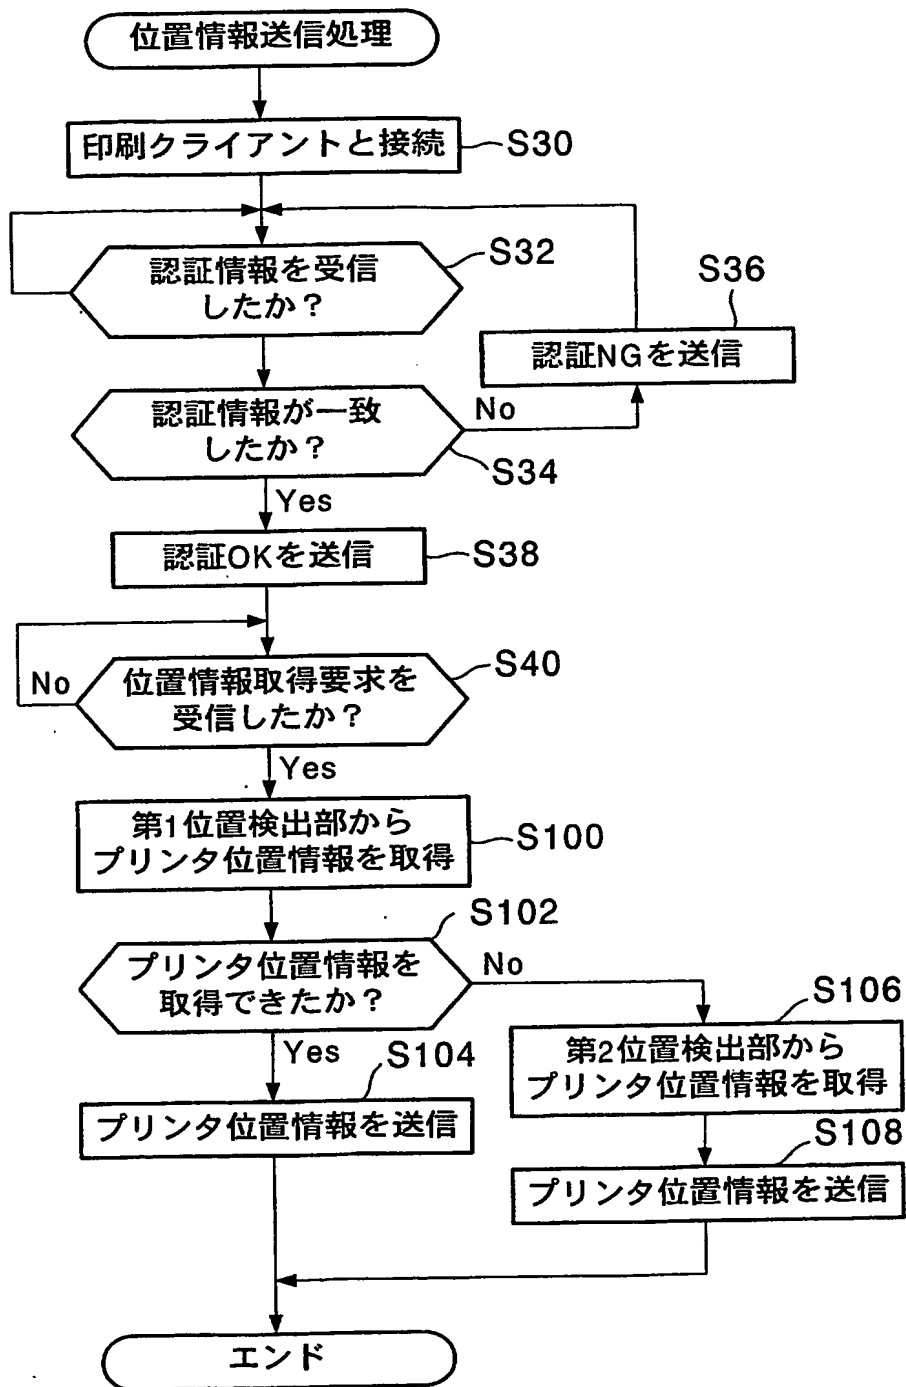 位置情報送信処理
印刷クライアントと接続
S30
認証情報を受信
したか?
S32
S36
認証NGを送信
認証情報が一致
したか?
No
S34
Yes
認証OKを送信
S38
No
位置情報取得要求を
受信したか?
S40
Yes
第1位置検出部から
プリンタ位置情報を取得
S100
S102
プリンタ位置情報を
取得できたか?
No
Yes
S104
プリンタ位置情報を送信
S106
第2位置検出部から
プリンタ位置情報を取得
S108
プリンタ位置情報を送信
エンド